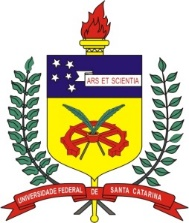 ARS ET SCIENTIA
UNIVERSIDADE FEDERAL DE SANTA CATARINA